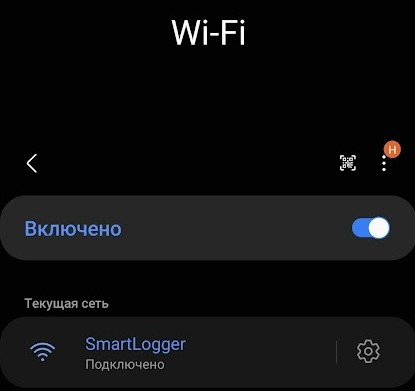 Wi-Fi
Н
Включено
Текущая сеть
SmartLogger
Подключено